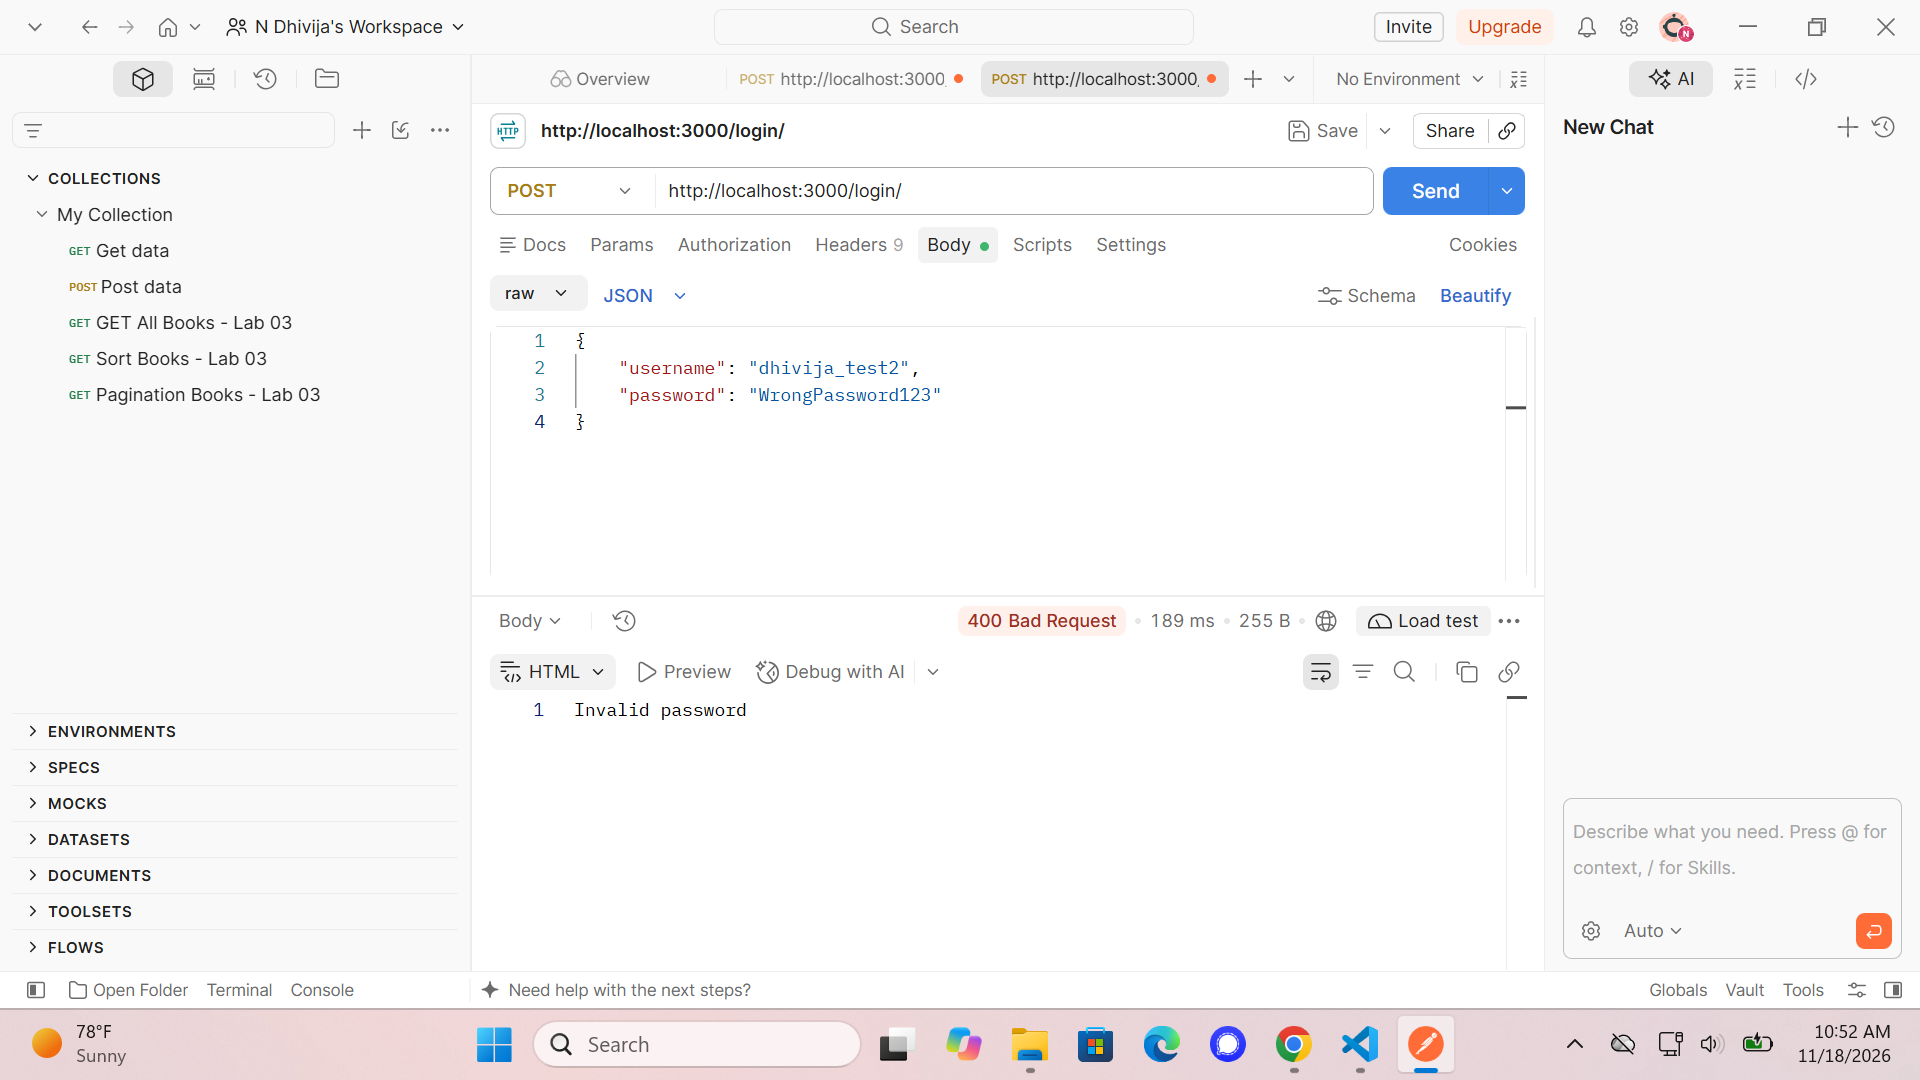 N Dhivija's Workspace
Search
Invite
Upgrade
N
Overview
POST http://localhost:3000,
POST http://localhost:3000,
No Environment
AI
HTTP
http://localhost:3000/login/
Save
Share
New Chat
COLLECTIONS
My Collection
GET Get data
POST Post data
GET GET All Books - Lab 03
GET Sort Books - Lab 03
GET Pagination Books - Lab 03
POST
http://localhost:3000/login/
Send
Docs
Params
Authorization
Headers 9
Body
Scripts
Settings
Cookies
raw
JSON
Schema
Beautify
1 {
2 "username": "dhivija_test2",
3 "password": "WrongPassword123"
4 }
Body
400 Bad Request
189 ms
255 B
Load test
HTML
Preview
Debug with AI
1 Invalid password
ENVIRONMENTS
SPECS
MOCKS
DATASETS
DOCUMENTS
TOOLSETS
FLOWS
Describe what you need. Press @ for
context, / for Skills.
Auto
Open Folder
Terminal
Console
Need help with the next steps?
Globals
Vault
Tools
78°F
Sunny
Search
10:52 AM
11/18/2026